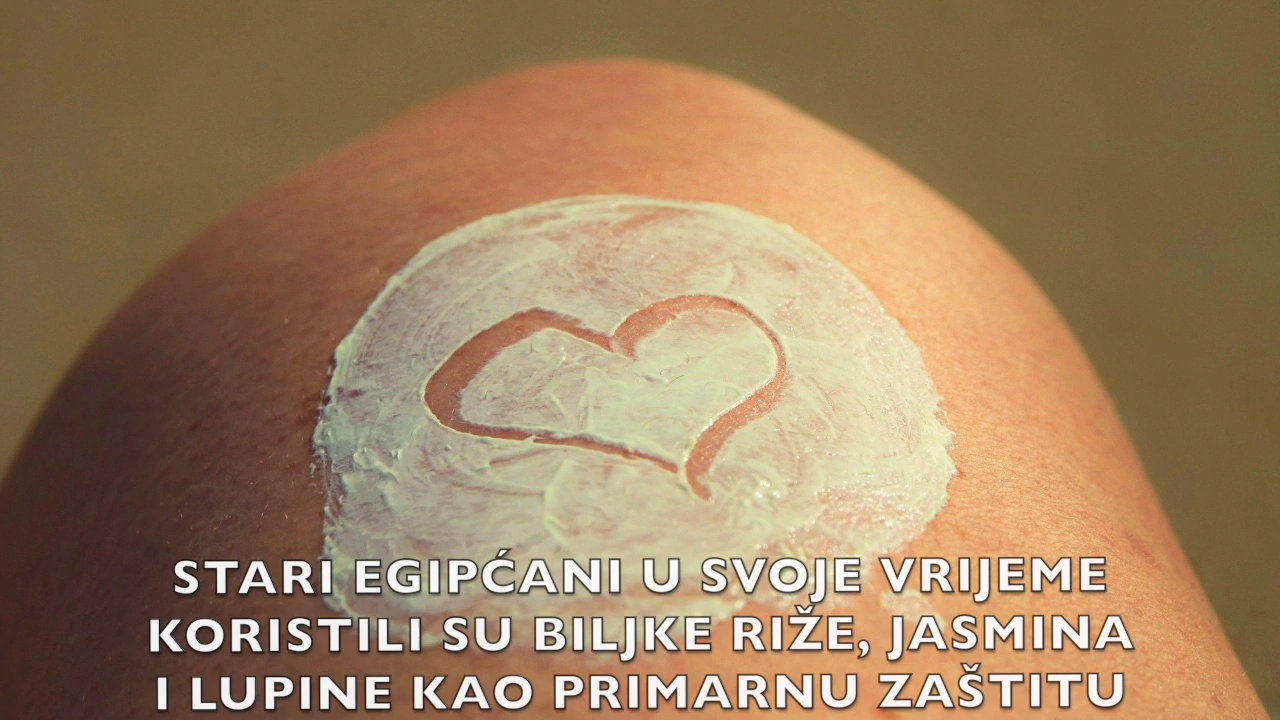 STARI EGIPĆANI U SVOJE VRIJEME
KORISTILI SU BILJKE RIŽE, JASMINA
I LUPINE KAO PRIMARNU ZAŠTITU